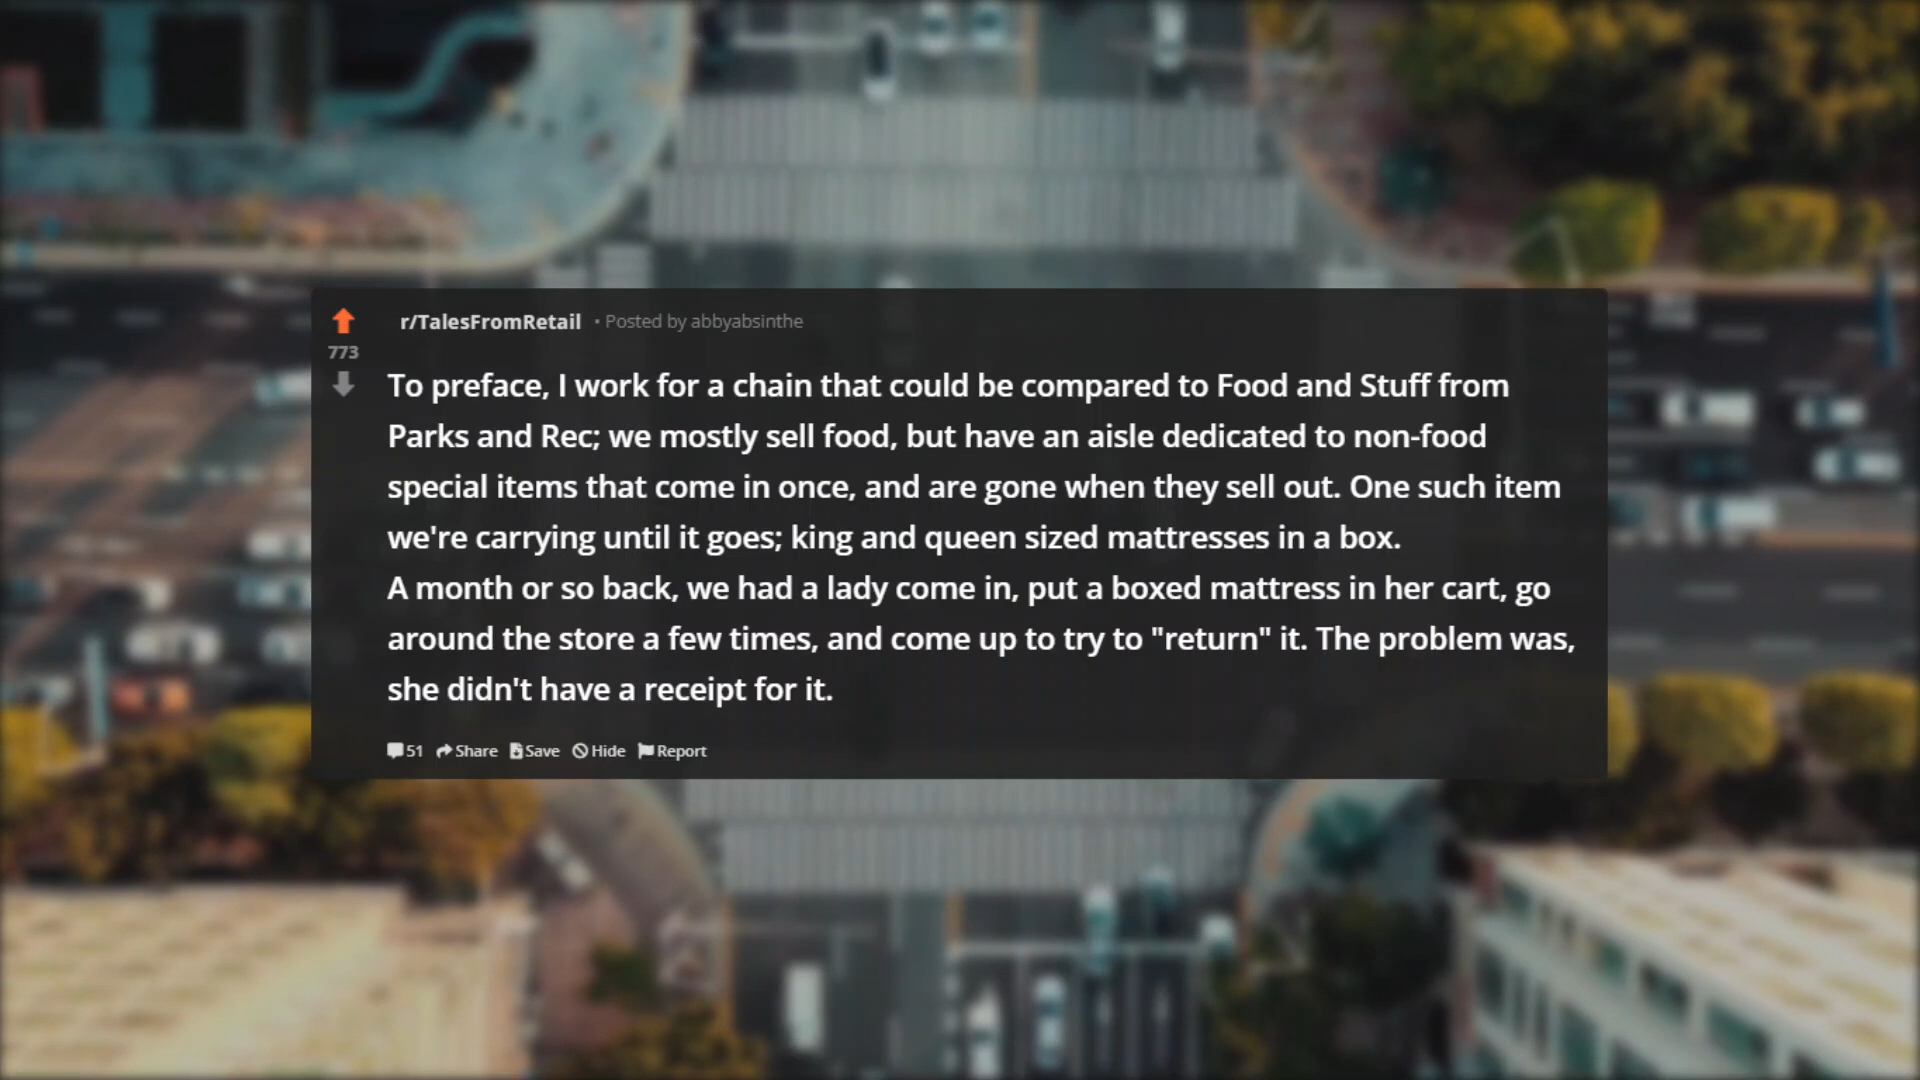 r/TalesFromRetail • Posted by abbyabsinthe
773
To preface, I work for a chain that could be compared to Food and Stuff from
Parks and Rec; we mostly sell food, but have an aisle dedicated to non-food
special items that come in once, and are gone when they sell out. One such item
we're carrying until it goes; king and queen sized mattresses in a box.
A month or so back, we had a lady come in, put a boxed mattress in her cart, go
around the store a few times, and come up to try to "return" it. The problem was,
she didn't have a receipt for it.
51 Share Save Hide Report